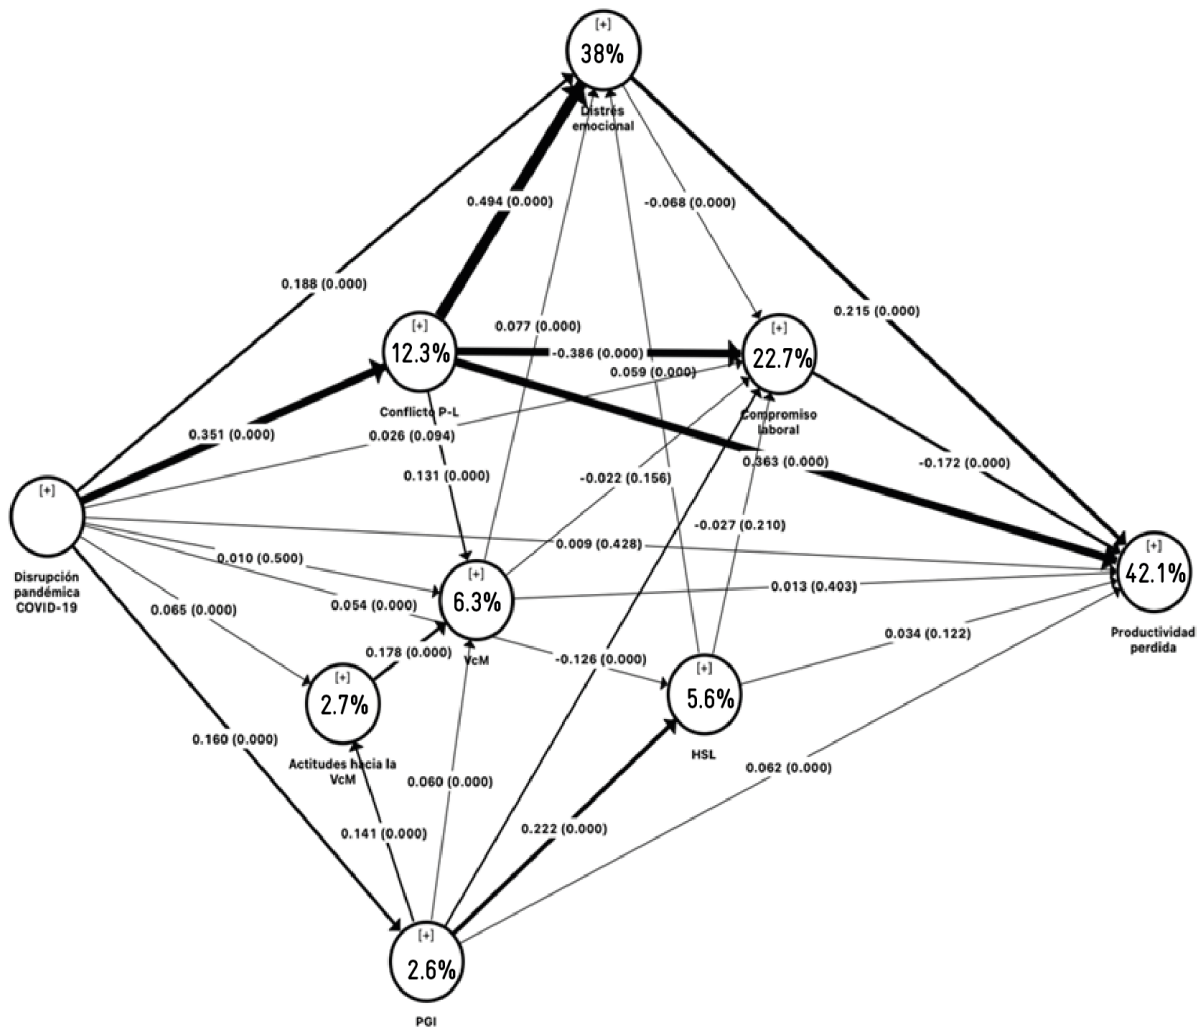 [+]
38%
Distrés
emocional
0.494 (0.000)
-0.068 (0.000)
0.188 (0.000)
0.215 (0.000)
[+]
12.3%
Conflicto P-L
0.077 (0.000)
-0.386 (0.000)
0.059 (0.000)
[+]
22.7%
Compromiso
laboral
0.351 (0.000)
0.026 (0.094)
0.131 (0.000)
-0.022 (0.156)
0.363 (0.000)
-0.172 (0.000)
[+]
Disrupción
pandémica
COVID-19
-0.027 (0.210)
0.009 (0.428)
0.010 (0.500)
[+]
42.1%
Productividad
perdida
0.013 (0.403)
0.065 (0.000)
0.054 (0.000)
[+]
6.3%
VcM
0.034 (0.122)
0.178 (0.000)
-0.126 (0.000)
[+]
2.7%
Actitudes hacia la
VcM
[+]
5.6%
HSL
0.160 (0.000)
0.060 (0.000)
0.062 (0.000)
0.141 (0.000)
0.222 (0.000)
[+]
2.6%
PGI